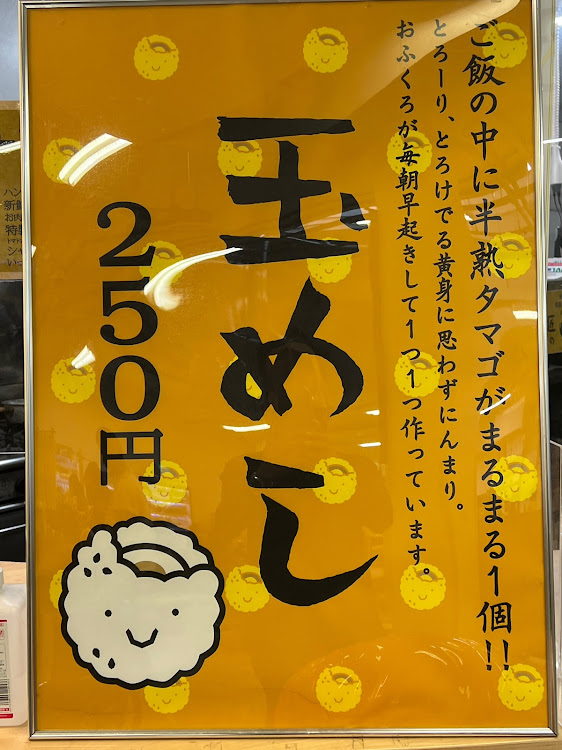 ご飯の中に半熟タマゴがまるまる1個!!
とろーり、とろけでる黄身に思わずにんまり。
おふくろが毎朝早起きして1つ1つ作っています。
玉めし
250円